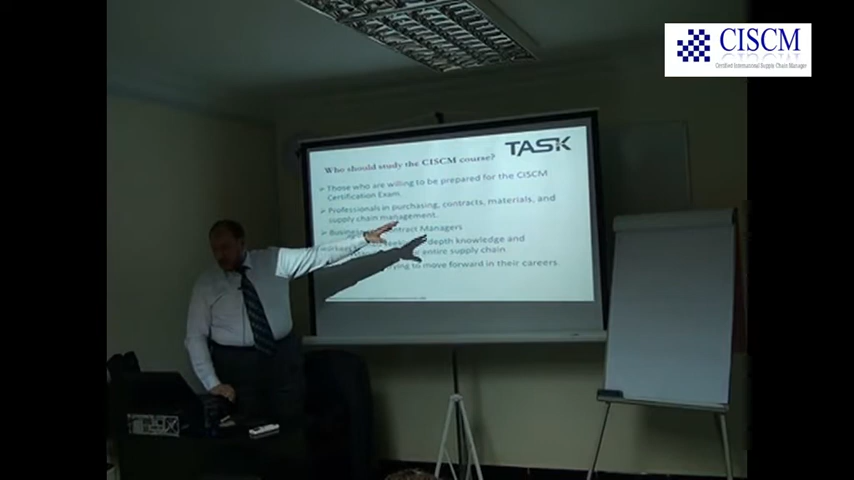 CISCM
Certified International Supply Chain Manager
TASK
Who should study the CISCM course?
Those who are willing to be prepared for the CISCM
Certification Exam.
Professionals in purchasing, contracts, materials, and
supply chain management.
Contract Managers
depth knowledge and
entire supply chain.
to move forward in their careers.